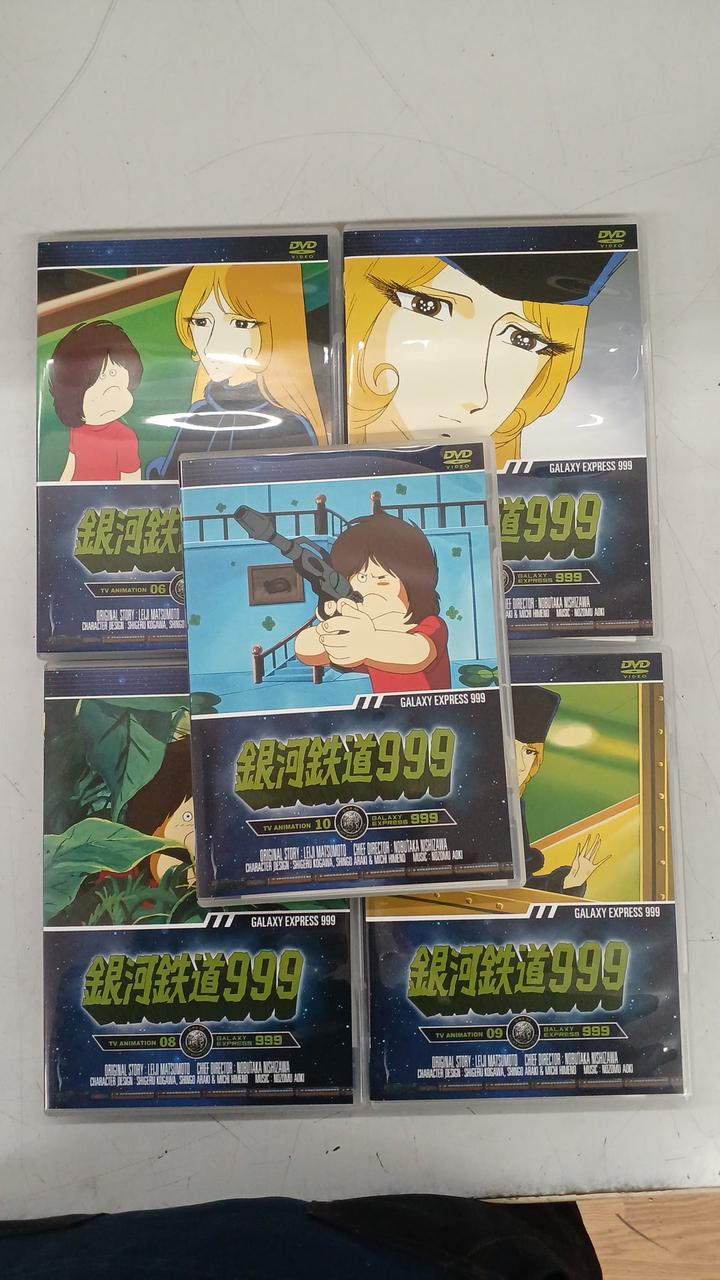 DVD
VIDEO
銀河鉄
TV ANIMATION 06
ORIGINAL STORY : LEIJI MATSUMOTO
CHARACTER DESIGN : SHIGERU KOGAWA, SHINGO
DVD
VIDEO
GALAXY EXPRESS 999
道999
GALAXY EXPRESS 999
CHIEF DIRECTOR : NOBUTAKA NISHIZAWA
& MICHI HIMENO MUSIC : NOZOMU AOKI
DVD
VIDEO
GALAXY EXPRESS 999
銀河鉄道999
TV ANIMATION 10 GALAXY EXPRESS 999
ORIGINAL STORY : LEIJI MATSUMOTO CHIEF DIRECTOR : NOBUTAKA NISHIZAWA
CHARACTER DESIGN : SHIGERU KOGAWA, SHINGO ARAKI & MICHI HIMENO MUSIC : NOZOMU AOKI
GALAXY EXPRESS 999
銀河鉄道999
TV ANIMATION 08 GALAXY EXPRESS 999
ORIGINAL STORY : LEIJI MATSUMOTO CHIEF DIRECTOR : NOBUTAKA NISHIZAWA
CHARACTER DESIGN : SHIGERU KOGAWA, SHINGO ARAKI & MICHI HIMENO MUSIC : NOZOMU AOKI
DVD
VIDEO
GALAXY EXPRESS 999
銀河鉄道999
TV ANIMATION 09 GALAXY EXPRESS 999
ORIGINAL STORY : LEIJI MATSUMOTO CHIEF DIRECTOR : NOBUTAKA NISHIZAWA
CHARACTER DESIGN : SHIGERU KOGAWA, SHINGO ARAKI & MICHI HIMENO MUSIC : NOZOMU AOKI